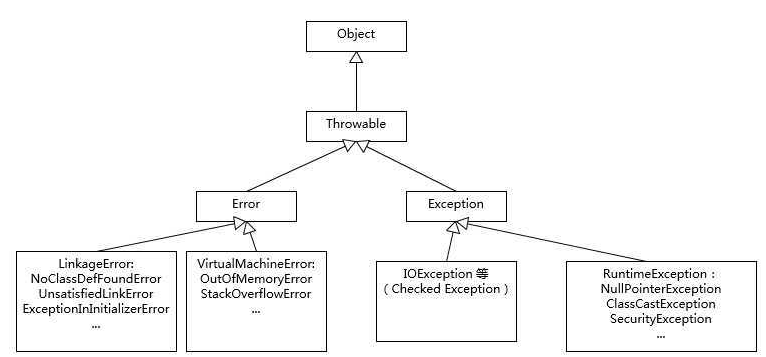 Object
Throwable
Error
Exception
LinkageError:
NoClassDefFoundError
UnsatisfiedLinkError
ExceptionInInitializerError
...
VirtualMachineError:
OutOfMemoryError
StackOverflowError
...
IOException 等
（Checked Exception）
RuntimeException：
NullPointerException
ClassCastException
SecurityException
...